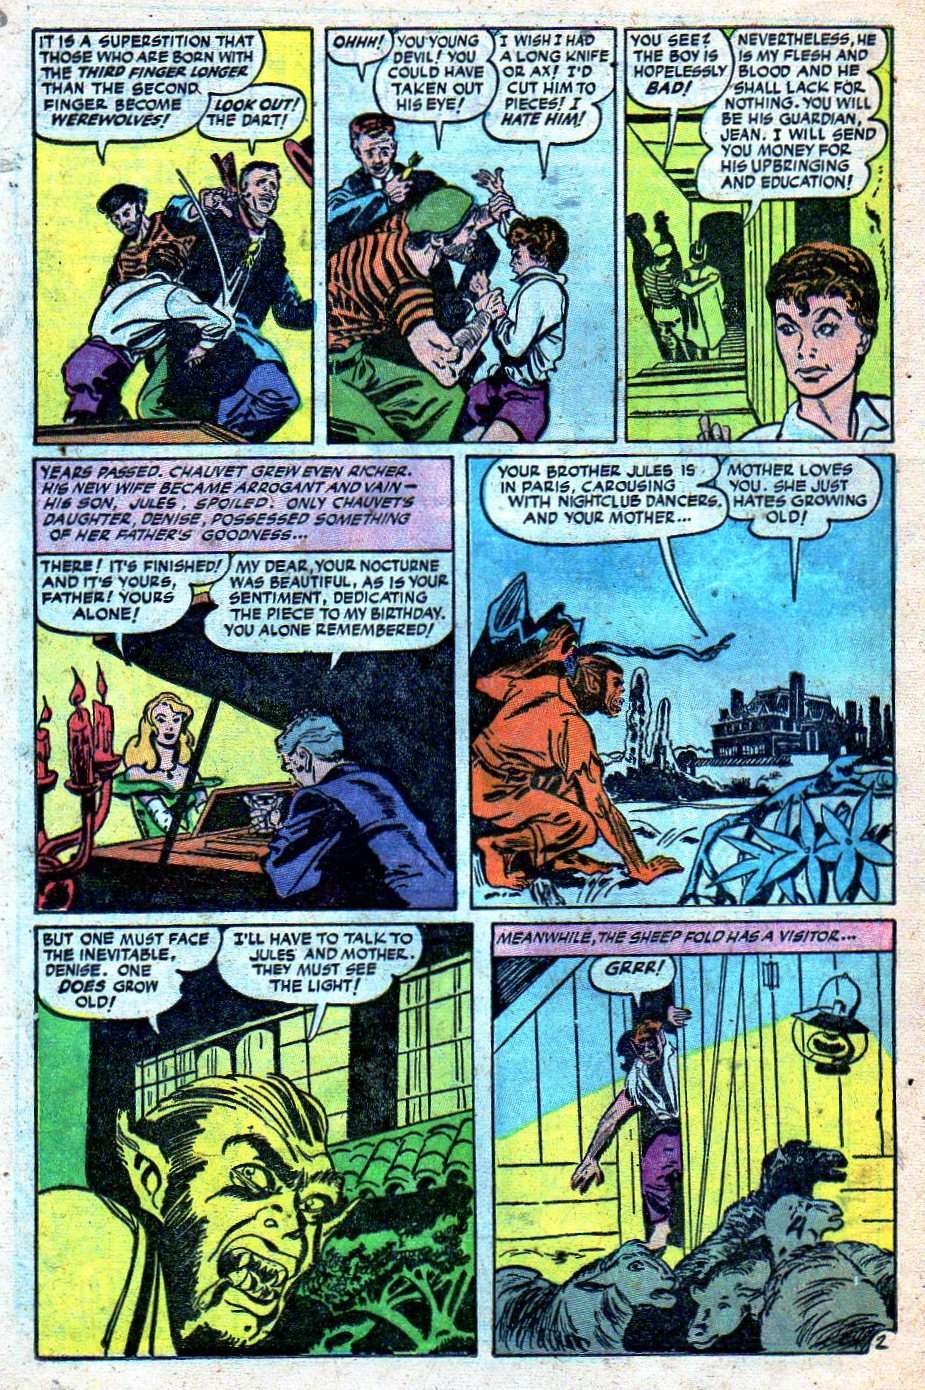 IT IS A SUPERSTITION THAT
THOSE WHO ARE BORN WITH
THE THIRD FINGER LONGER
THAN THE SECOND
FINGER BECOME
WEREWOLVES!
LOOK OUT!
THE DART!
OHHH!
YOU YOUNG
DEVIL! YOU
COULD HAVE
TAKEN OUT
HIS EYE!
I WISH I HAD
A LONG KNIFE
OR AX! I'D
CUT HIM TO
PIECES! I
HATE HIM!
YOU SEE?
THE BOY IS
HOPELESSLY
BAD!
NEVERTHELESS, HE
IS MY FLESH AND
BLOOD AND HE
SHALL LACK FOR
NOTHING. YOU WILL
BE HIS GUARDIAN,
JEAN. I WILL SEND
YOU MONEY FOR
HIS UPBRINGING
AND EDUCATION!
YEARS PASSED. CHAUVET GREW EVEN RICHER.
HIS NEW WIFE BECAME ARROGANT AND VAIN —
HIS SON, JULES, SPOILED. ONLY CHAUVET'S
DAUGHTER, DENISE, POSSESSED SOMETHING
OF HER FATHER'S GOODNESS...
THERE! IT'S FINISHED!
AND IT'S YOURS,
FATHER! YOURS
ALONE!
MY DEAR, YOUR NOCTURNE
WAS BEAUTIFUL, AS IS YOUR
SENTIMENT, DEDICATING
THE PIECE TO MY BIRTHDAY.
YOU ALONE REMEMBERED!
YOUR BROTHER JULES IS
IN PARIS, CAROUSING
WITH NIGHTCLUB DANCERS.
AND YOUR MOTHER...
MOTHER LOVES
YOU. SHE JUST
HATES GROWING
OLD!
BUT ONE MUST FACE
THE INEVITABLE,
DENISE. ONE
DOES GROW
OLD!
I'LL HAVE TO TALK TO
JULES AND MOTHER.
THEY MUST SEE
THE LIGHT!
MEANWHILE, THE SHEEP FOLD HAS A VISITOR...
GRRR!
2